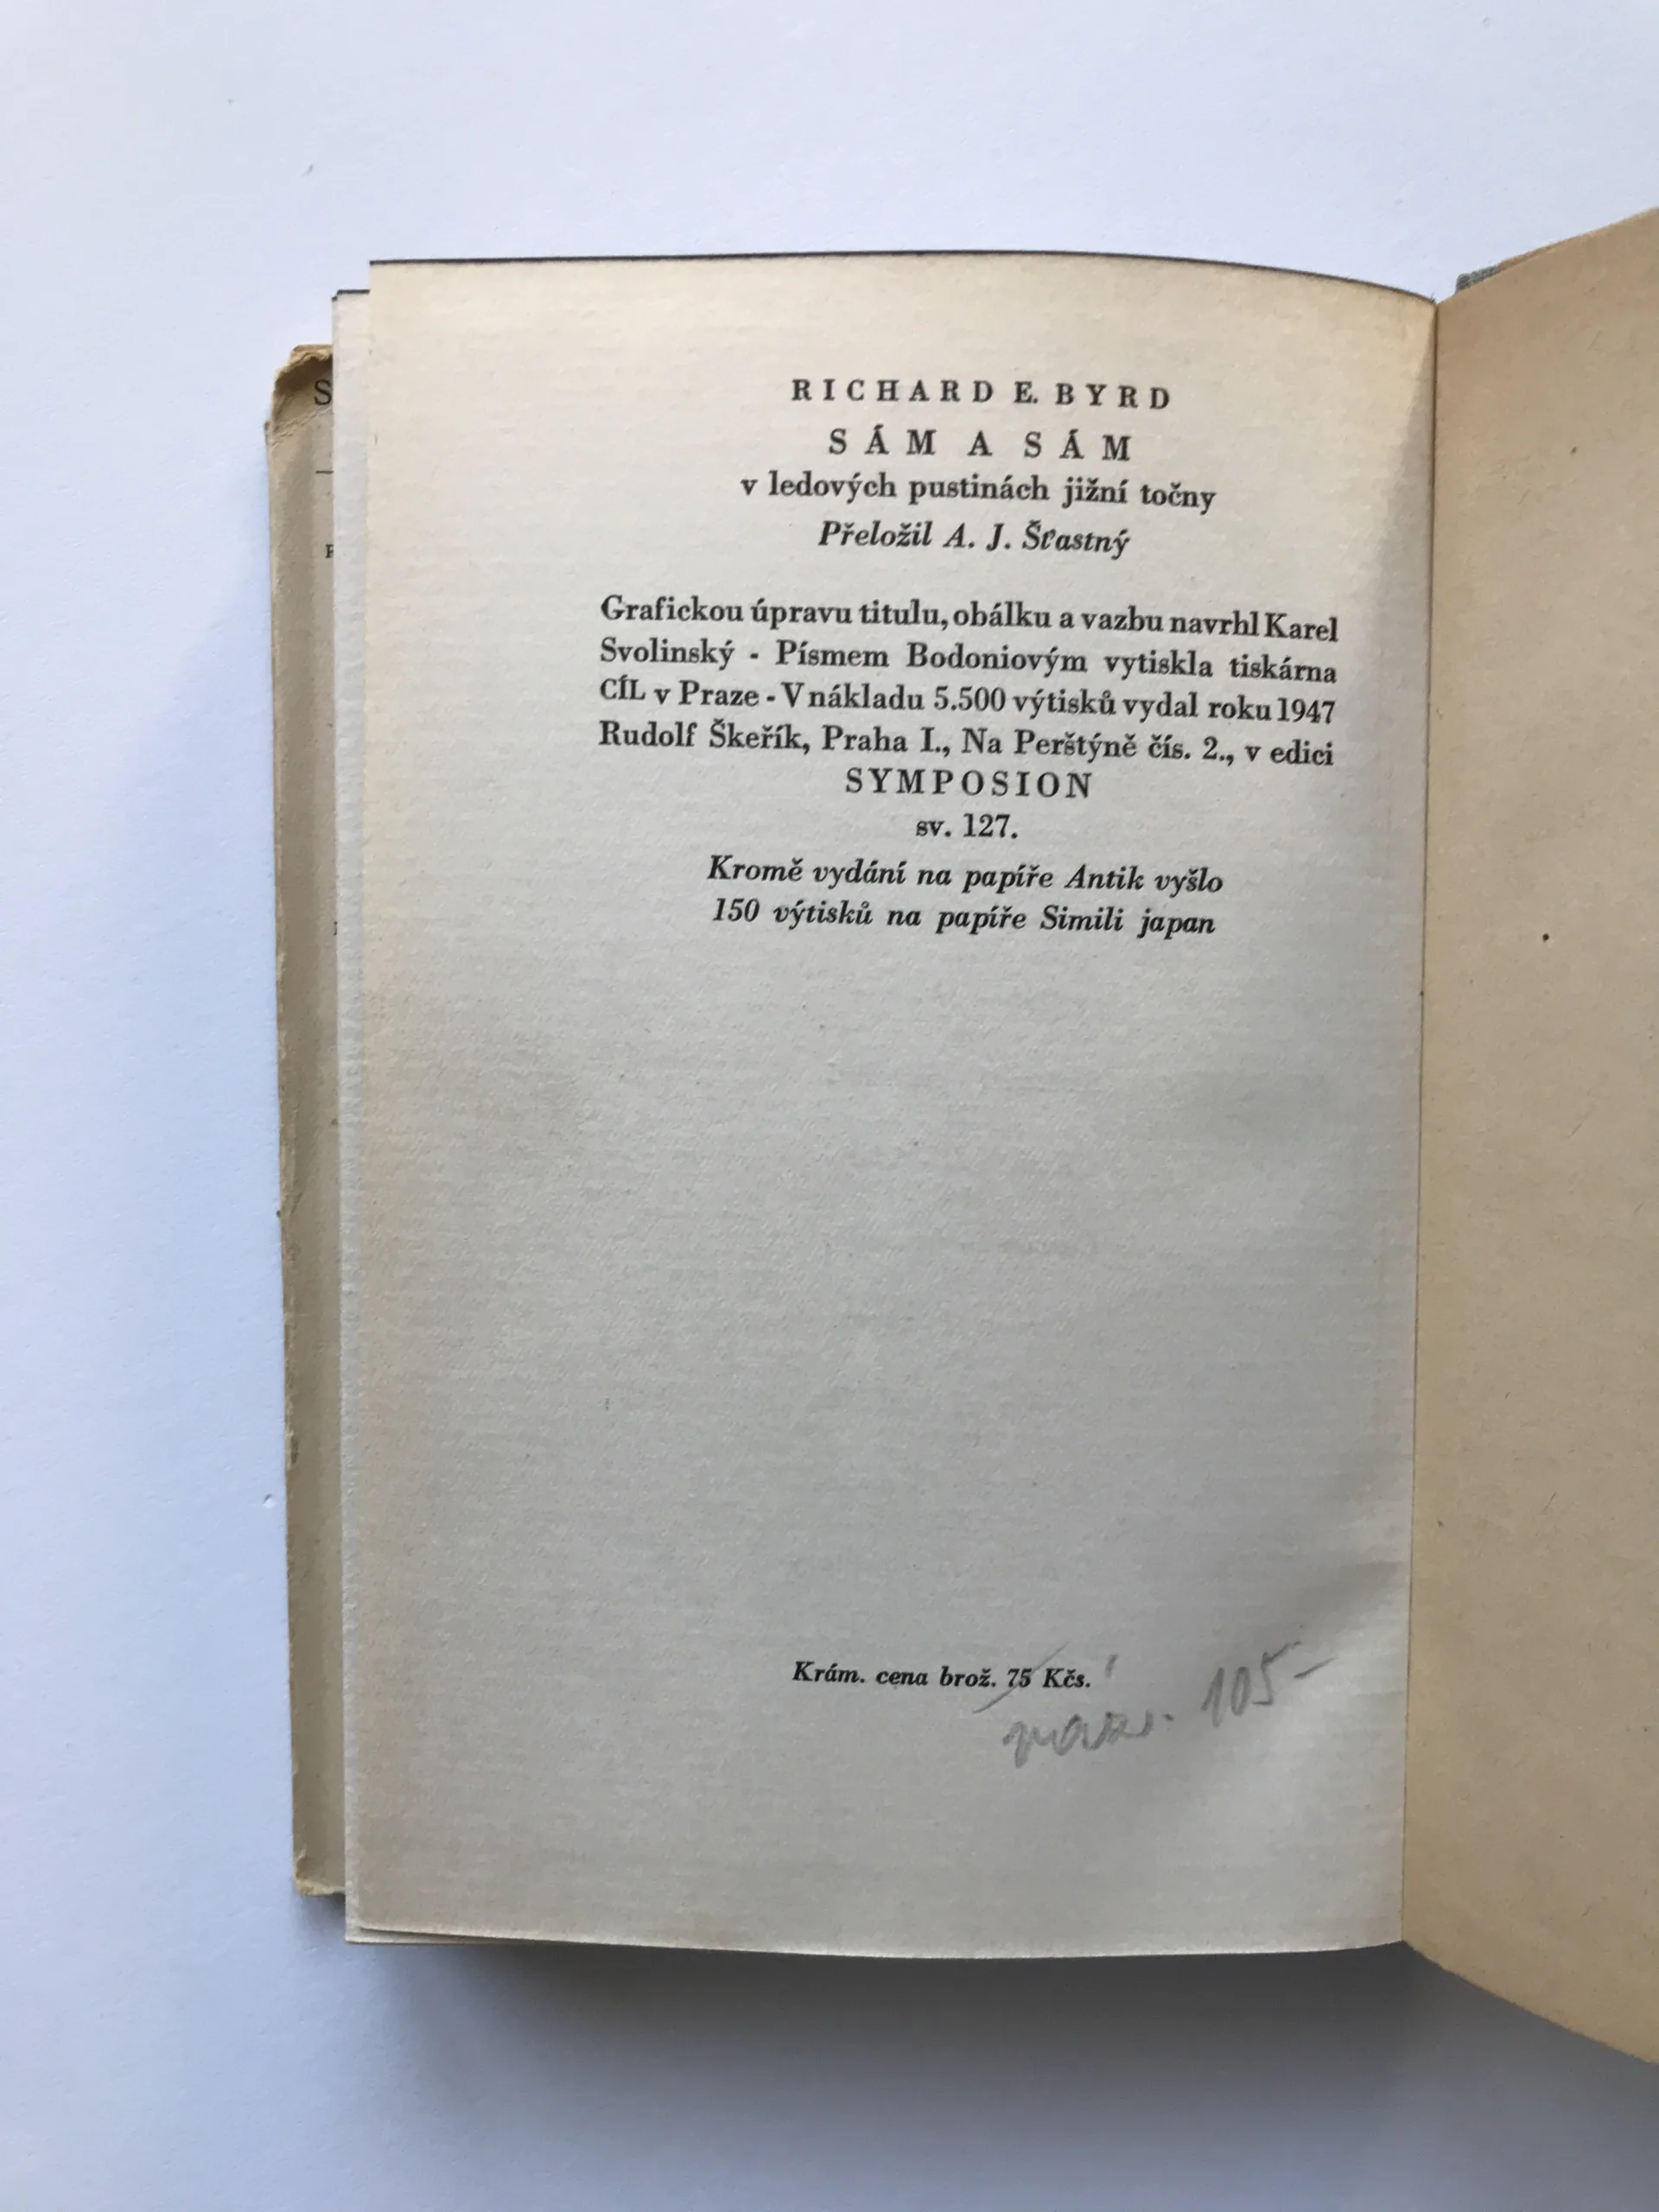 RICHARD E. BYRD
SÁM A SÁM
v ledových pustinách jižní točny
Přeložil A. J. Šťastný
Grafickou úpravu titulu, obálku a vazbu navrhl Karel
Svolinský - Písmem Bodoniovým vytiskla tiskárna
CÍL v Praze - V nákladu 5.500 výtisků vydal roku 1947
Rudolf Škeřík, Praha I., Na Perštýně čís. 2., v edici
SYMPOSION
sv. 127.
Kromě vydání na papíře Antik vyšlo
150 výtisků na papíře Simili japan
Krám. cena brož. 75 Kčs.
105-